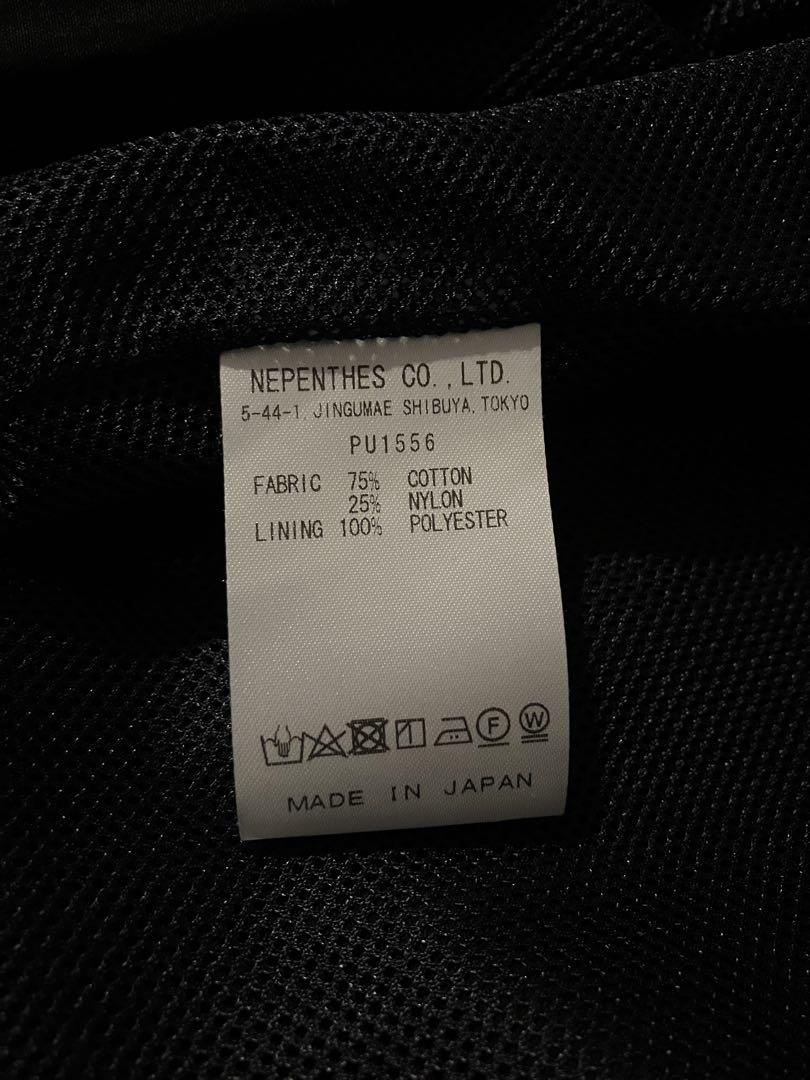 NEPENTHES CO.,LTD.
5-44-1, JINGUMAE SHIBUYA, TOKYO
PU1556
FABRIC 75% COTTON
25% NYLON
LINING 100% POLYESTER
F W
MADE IN JAPAN